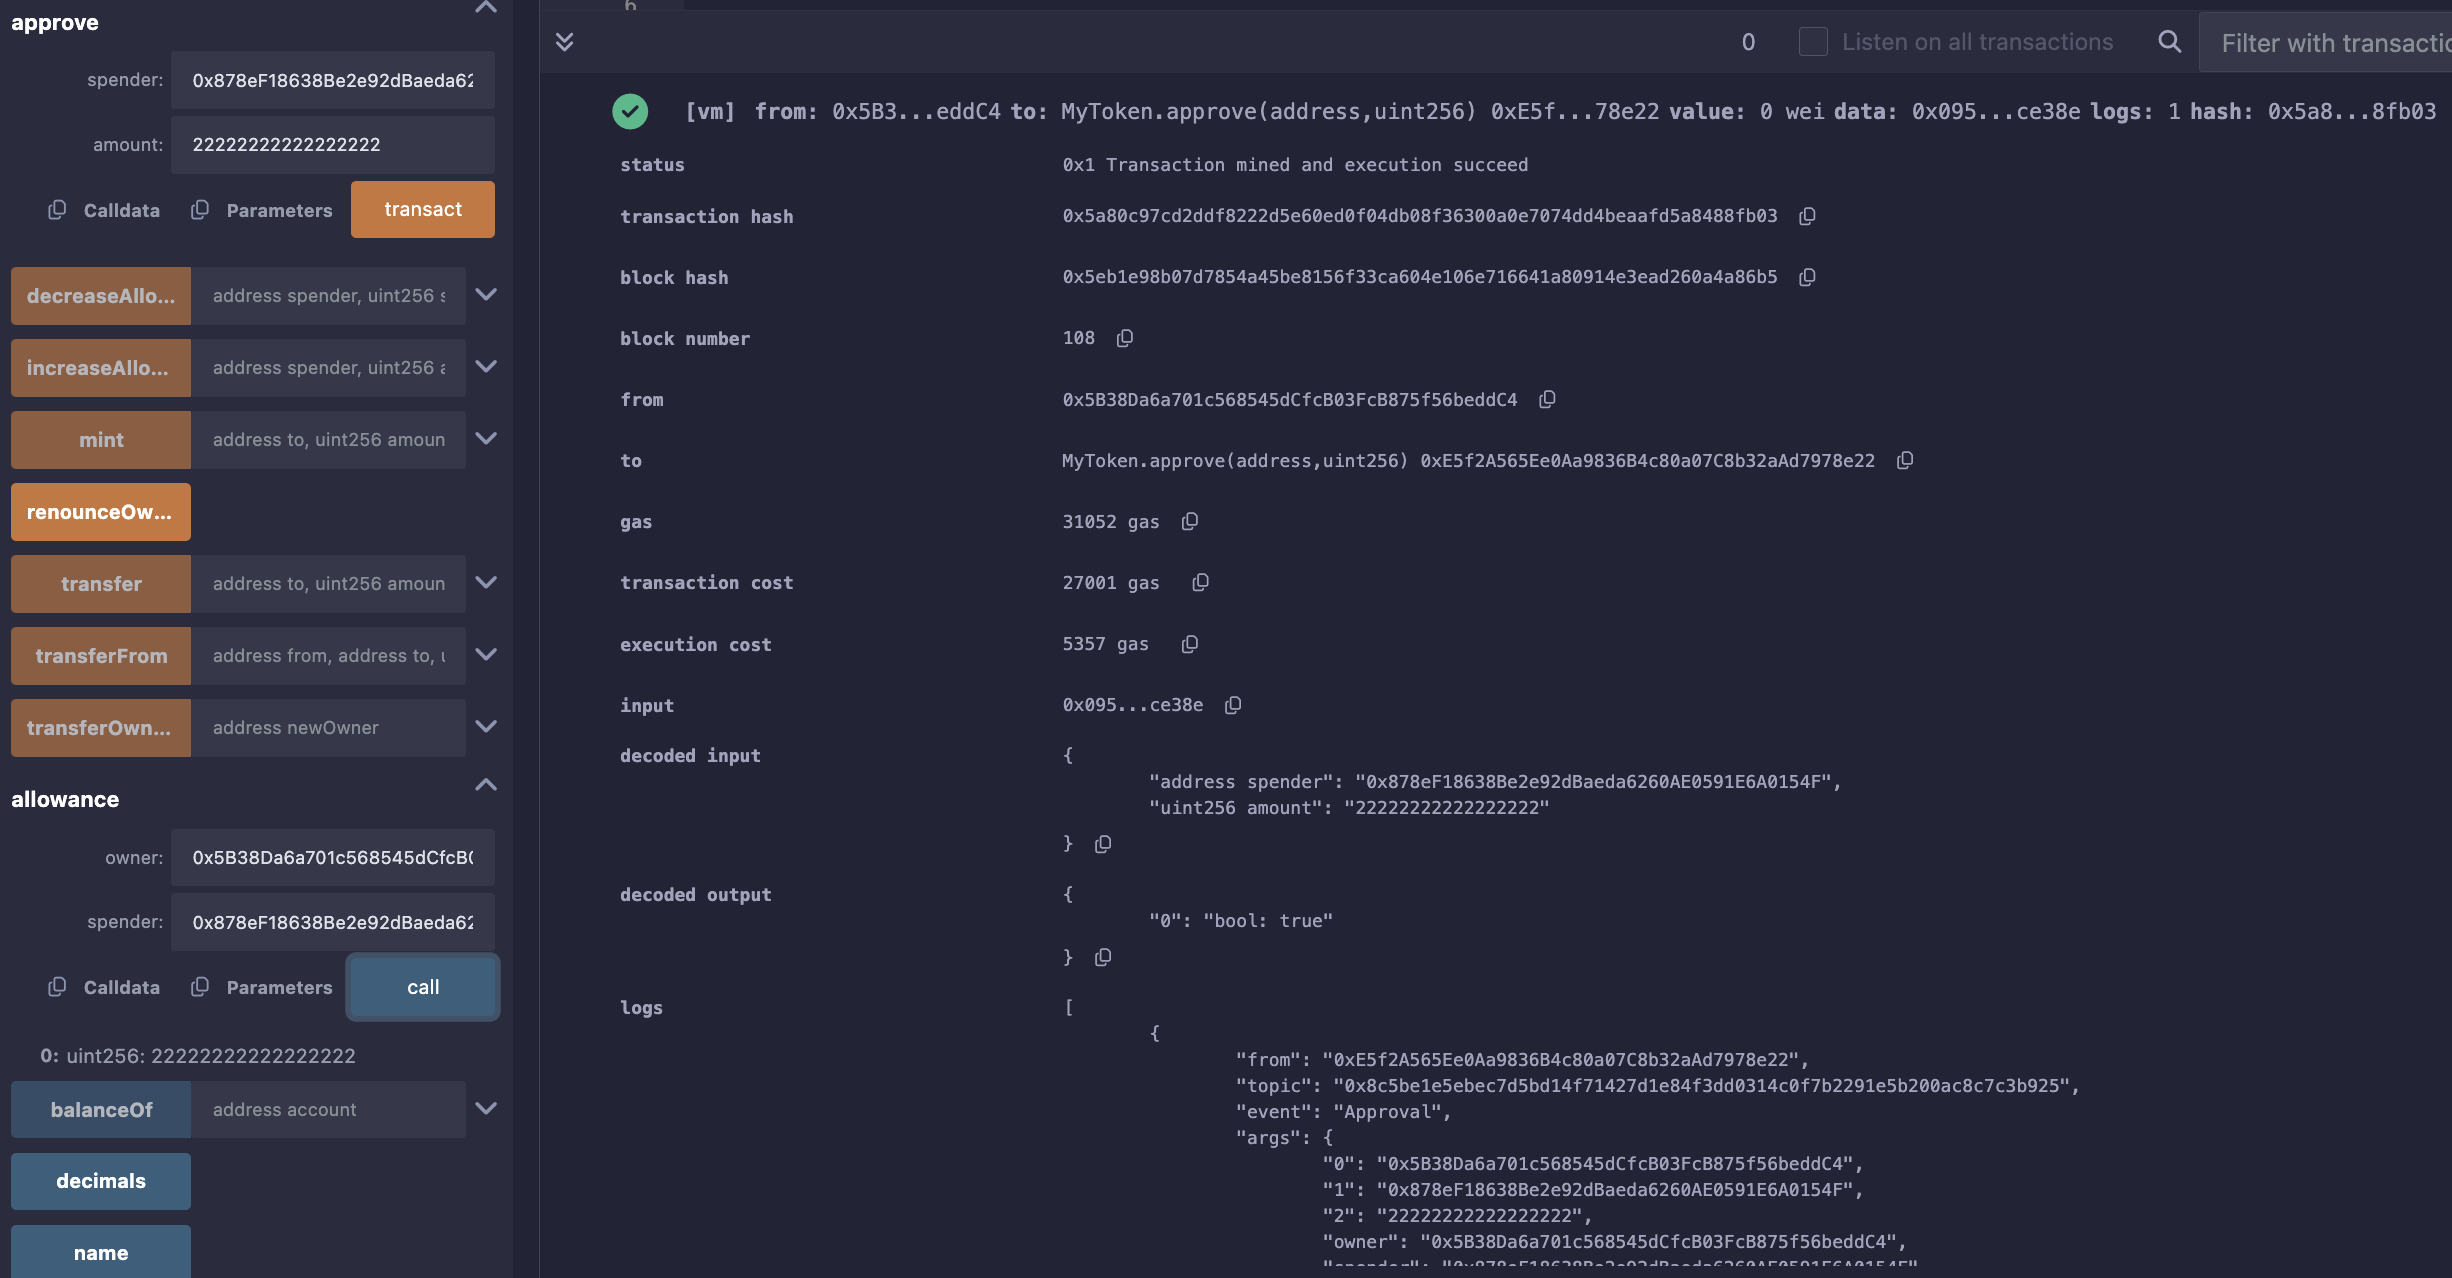 approve
spender: 0x878eF18638Be2e92dBaeda62
amount: 22222222222222222
Calldata Parameters transact
decreaseAllo... address spender, uint256 s
increaseAllo... address spender, uint256 a
mint address to, uint256 amoun
renounceOw...
transfer address to, uint256 amoun
transferFrom address from, address to, u
transferOwn... address newOwner
allowance
owner: 0x5B38Da6a701c568545dCfcB0
spender: 0x878eF18638Be2e92dBaeda62
Calldata Parameters call
0: uint256: 22222222222222222
balanceOf address account
decimals
name
6
0 Listen on all transactions Filter with transactio
[vm] from: 0x5B3...eddC4 to: MyToken.approve(address,uint256) 0xE5f...78e22 value: 0 wei data: 0x095...ce38e logs: 1 hash: 0x5a8...8fb03
status 0x1 Transaction mined and execution succeed
transaction hash 0x5a80c97cd2ddf8222d5e60ed0f04db08f36300a0e7074dd4beaafd5a8488fb03
block hash 0x5eb1e98b07d7854a45be8156f33ca604e106e716641a80914e3ead260a4a86b5
block number 108
from 0x5B38Da6a701c568545dCfcB03FcB875f56beddC4
to MyToken.approve(address,uint256) 0xE5f2A565Ee0Aa9836B4c80a07C8b32aAd7978e22
gas 31052 gas
transaction cost 27001 gas
execution cost 5357 gas
input 0x095...ce38e
decoded input {
"address spender": "0x878eF18638Be2e92dBaeda6260AE0591E6A0154F",
"uint256 amount": "22222222222222222"
}
decoded output {
"0": "bool: true"
}
logs [
{
"from": "0xE5f2A565Ee0Aa9836B4c80a07C8b32aAd7978e22",
"topic": "0x8c5be1e5ebec7d5bd14f71427d1e84f3dd0314c0f7b2291e5b200ac8c7c3b925",
"event": "Approval",
"args": {
"0": "0x5B38Da6a701c568545dCfcB03FcB875f56beddC4",
"1": "0x878eF18638Be2e92dBaeda6260AE0591E6A0154F",
"2": "22222222222222222",
"owner": "0x5B38Da6a701c568545dCfcB03FcB875f56beddC4",
"spender": "0x878eF18638Be2e92dBaeda6260AE0591E6A0154F"